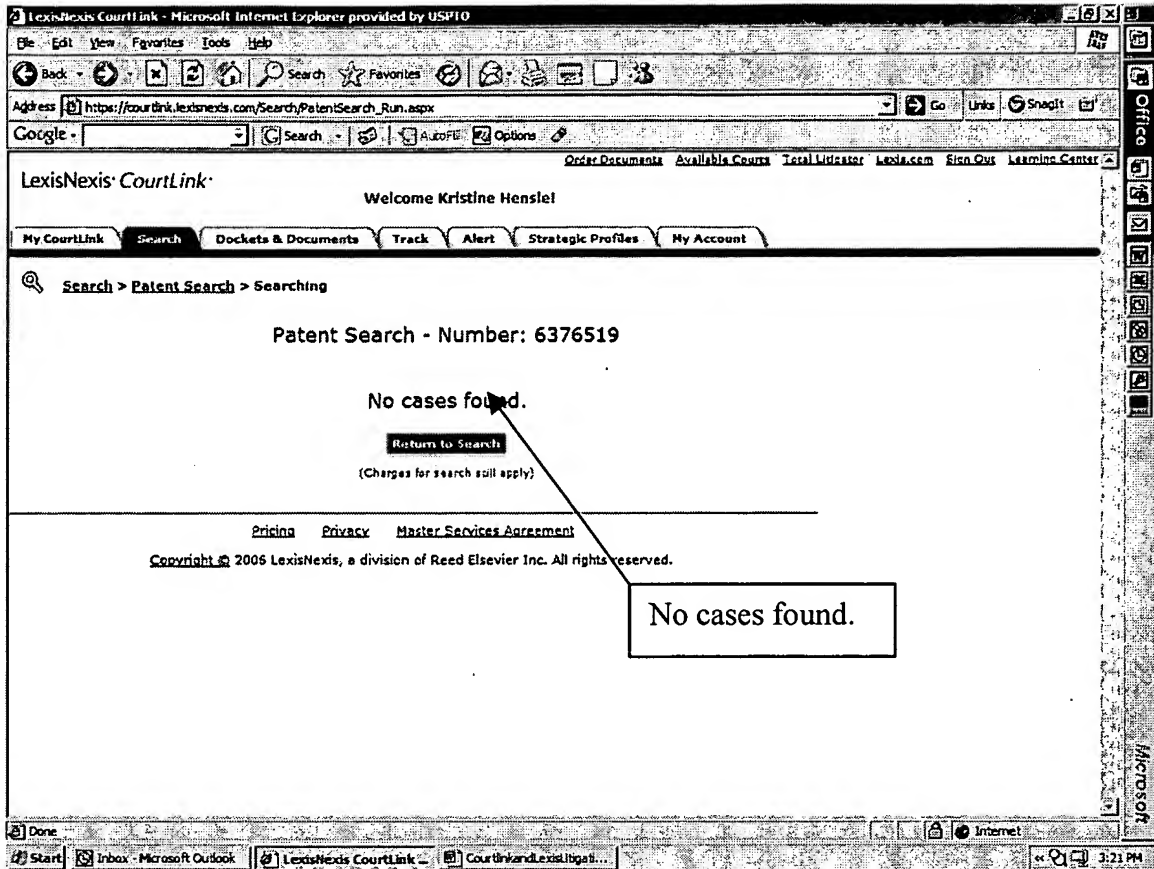 LexisNexis CourtLink - Microsoft Internet Explorer provided by USPTO
File Edit View Favorites Tools Help
Back Search Favorites
Address https://courtlink.lexisnexis.com/Search/PatentSearch_Run.aspx Go Links SnagIt
Google Search AutoFill Options
Order Documents Available Courts Total Litigator Lexis.com Sign Out Learning Center
LexisNexis CourtLink
Welcome Kristine Hensle!
My CourtLink Search Dockets & Documents Track Alert Strategic Profiles My Account
Search > Patent Search > Searching
Patent Search - Number: 6376519
No cases found.
Return to Search
(Charges for search still apply)
Pricing Privacy Master Services Agreement
Copyright © 2006 LexisNexis, a division of Reed Elsevier Inc. All rights reserved.
No cases found.
Office
Microsoft
Done Internet
Start Inbox - Microsoft Outlook LexisNexis CourtLink ... CourtlinkandLexisLitigati... 3:21 PM